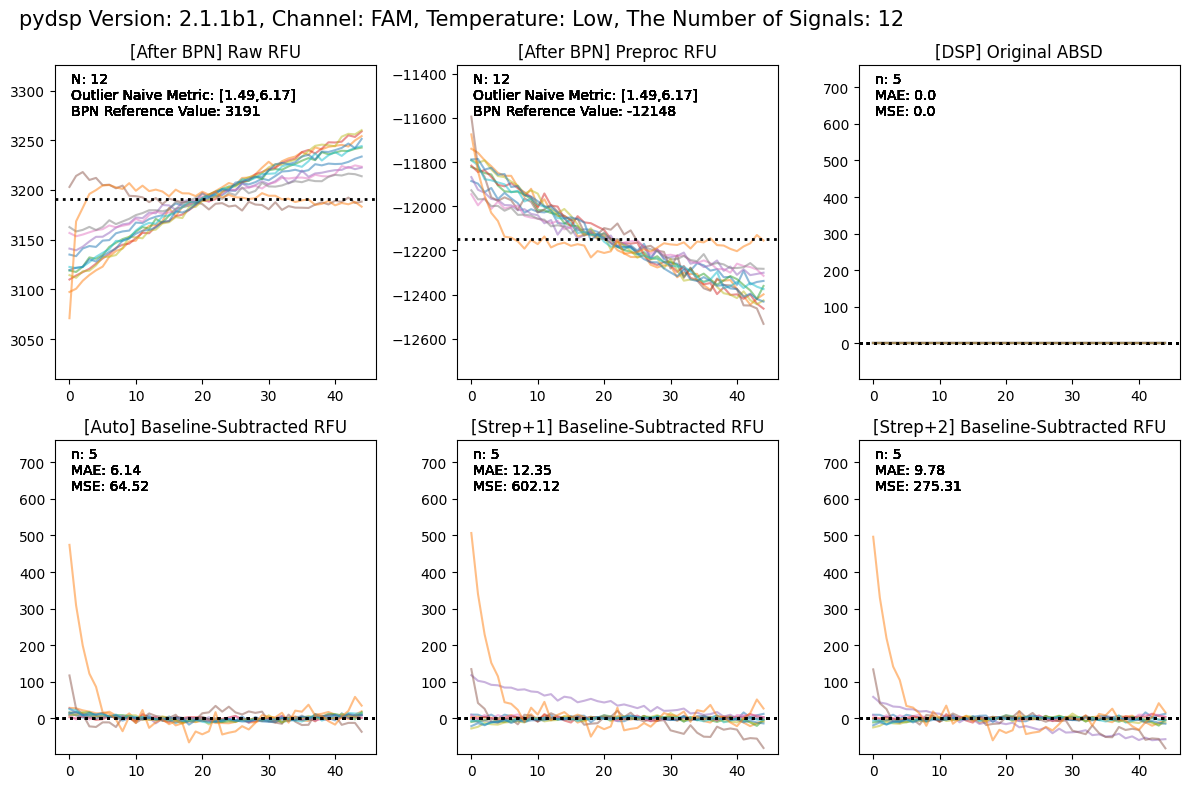 pydsp Version: 2.1.1b1, Channel: FAM, Temperature: Low, The Number of Signals: 12
[After BPN] Raw RFU
N: 12
Outlier Naive Metric: [1.49,6.17]
BPN Reference Value: 3191
3300
3250
3200
3150
3100
3050
0 10 20 30 40
[After BPN] Preproc RFU
N: 12
Outlier Naive Metric: [1.49,6.17]
BPN Reference Value: -12148
−11400
−11600
−11800
−12000
−12200
−12400
−12600
0 10 20 30 40
[DSP] Original ABSD
n: 5
MAE: 0.0
MSE: 0.0
700
600
500
400
300
200
100
0
0 10 20 30 40
[Auto] Baseline-Subtracted RFU
n: 5
MAE: 6.14
MSE: 64.52
700
600
500
400
300
200
100
0
0 10 20 30 40
[Strep+1] Baseline-Subtracted RFU
n: 5
MAE: 12.35
MSE: 602.12
700
600
500
400
300
200
100
0
0 10 20 30 40
[Strep+2] Baseline-Subtracted RFU
n: 5
MAE: 9.78
MSE: 275.31
700
600
500
400
300
200
100
0
0 10 20 30 40